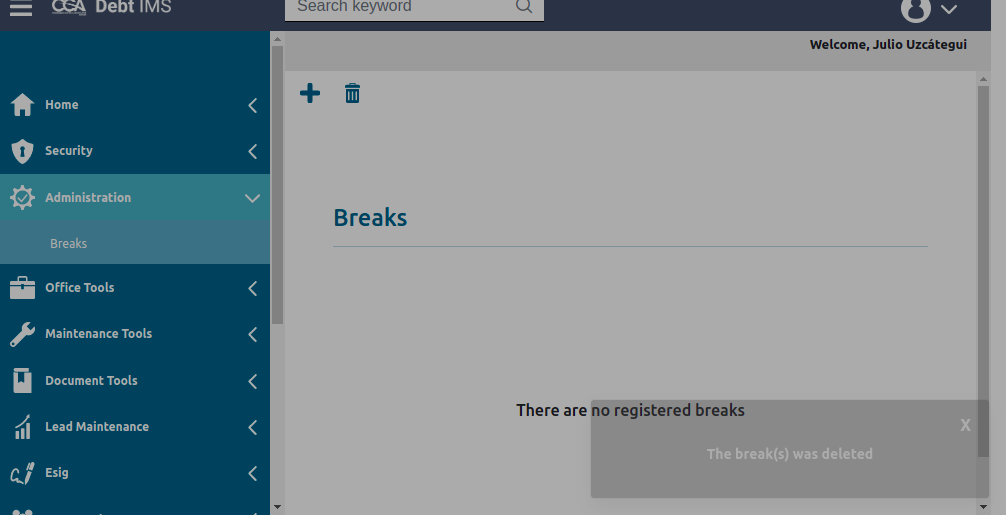 CCA Debt IMS
Search keyword
Welcome, Julio Uzcátegui
Home
Security
Administration
Breaks
Office Tools
Maintenance Tools
Document Tools
Lead Maintenance
Esig
Breaks
There are no registered breaks
X
The break(s) was deleted